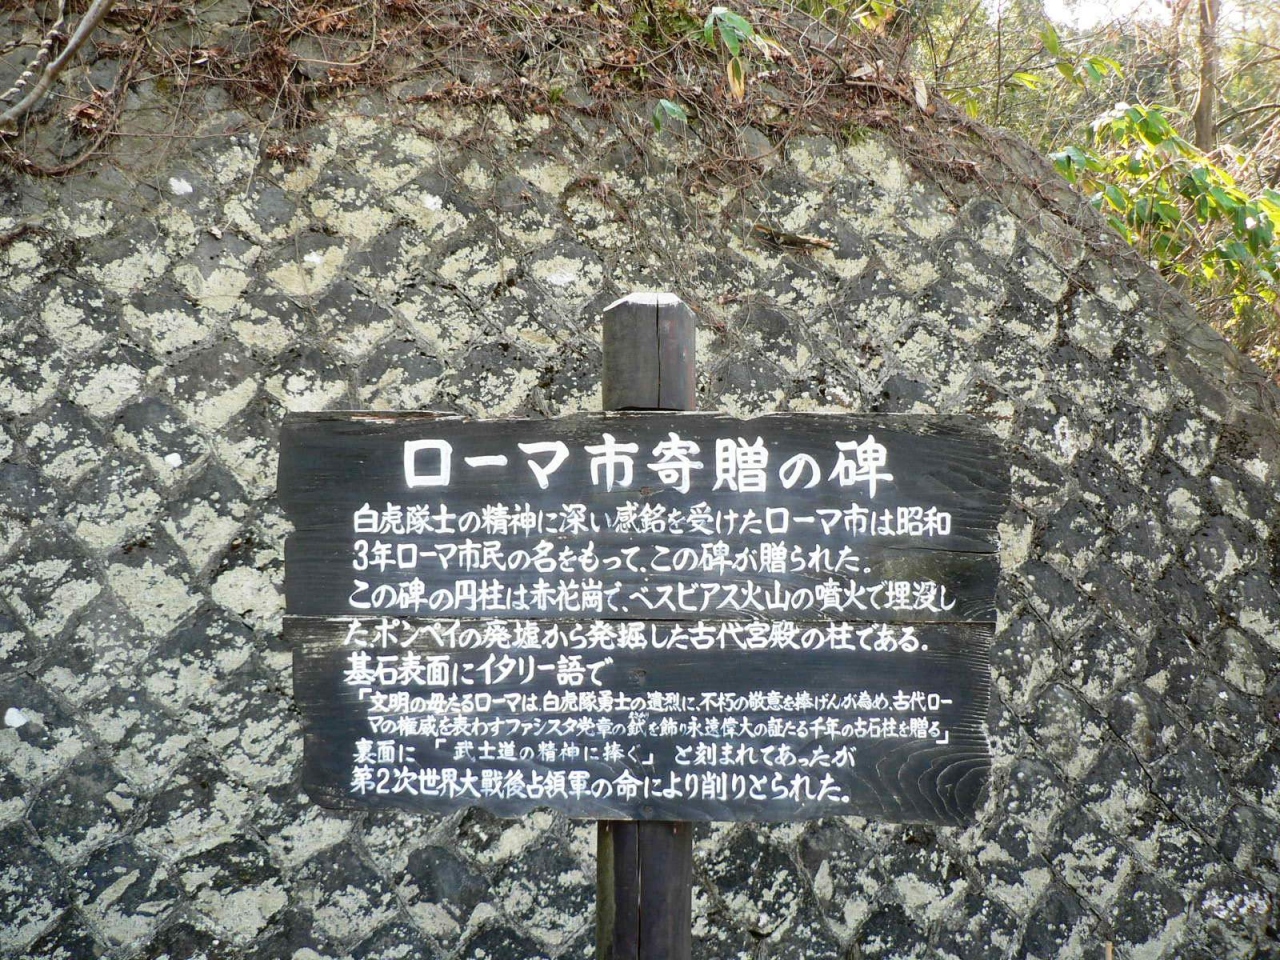 ローマ市寄贈の碑
白虎隊士の精神に深い感銘を受けたローマ市は昭和
3年ローマ市民の名をもって、この碑が贈られた。
この碑の円柱は赤花崗で、ベスビアス火山の噴火で埋没し
た、ポンペイの廃墟から発掘した古代宮殿の柱である。
基石表面にイタリー語で
「文明の母たるローマは、白虎隊勇士の遺烈に、不朽の敬意を捧げんが為め、古代ロー
マの権威を表わすファシスタ党章の鉞を飾り永遠偉大の証たる千年の古石柱を贈る」
裏面に「武士道の精神に捧ぐ」と刻まれてあったが
第2次世界大戦後占領軍の命により削りとられた。